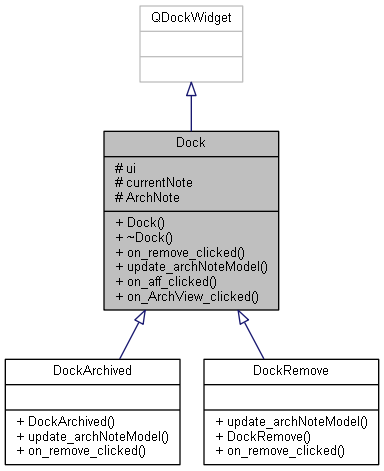 QDockWidget
Dock
# ui
# currentNote
# ArchNote
+ Dock()
+ ~Dock()
+ on_remove_clicked()
+ update_archNoteModel()
+ on_aff_clicked()
+ on_ArchView_clicked()
DockArchived
+ DockArchived()
+ update_archNoteModel()
+ on_remove_clicked()
DockRemove
+ update_archNoteModel()
+ DockRemove()
+ on_remove_clicked()